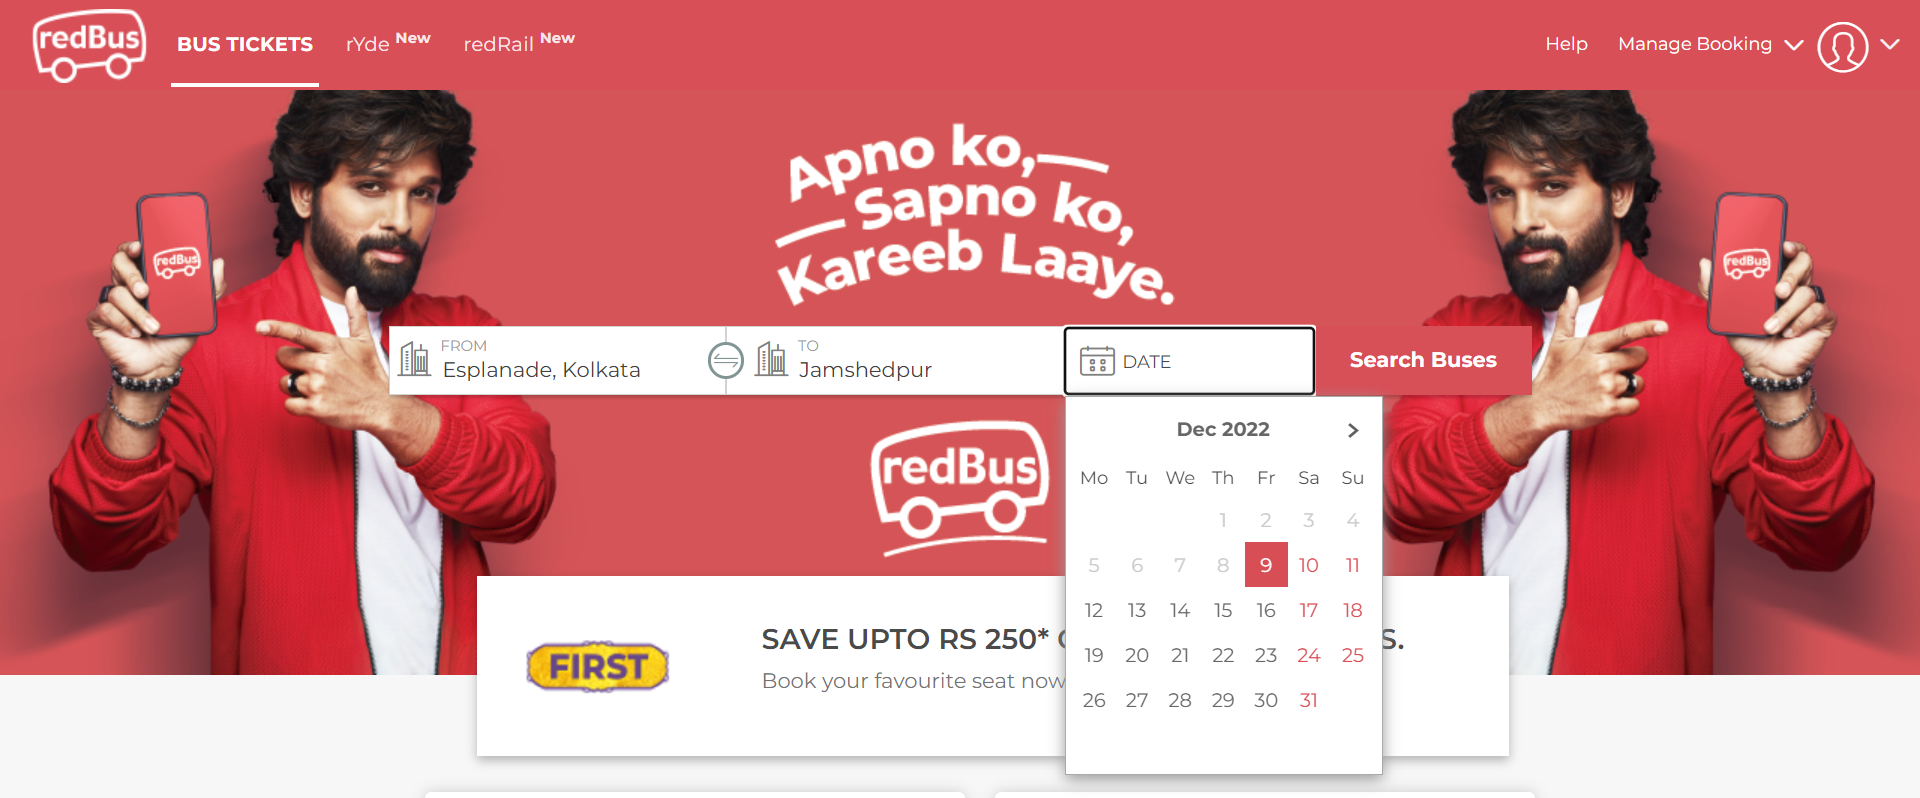 redBus
BUS TICKETS
rYde New
redRail New
Help
Manage Booking
Apno ko,
Sapno ko,
Kareeb Laaye.
redBus
redBus
FROM
Esplanade, Kolkata
TO
Jamshedpur
DATE
Search Buses
redBus
Dec 2022
Mo Tu We Th Fr Sa Su
1 2 3 4
5 6 7 8 9 10 11
12 13 14 15 16 17 18
19 20 21 22 23 24 25
26 27 28 29 30 31
FIRST
SAVE UPTO RS 250*
S.
Book your favourite seat now